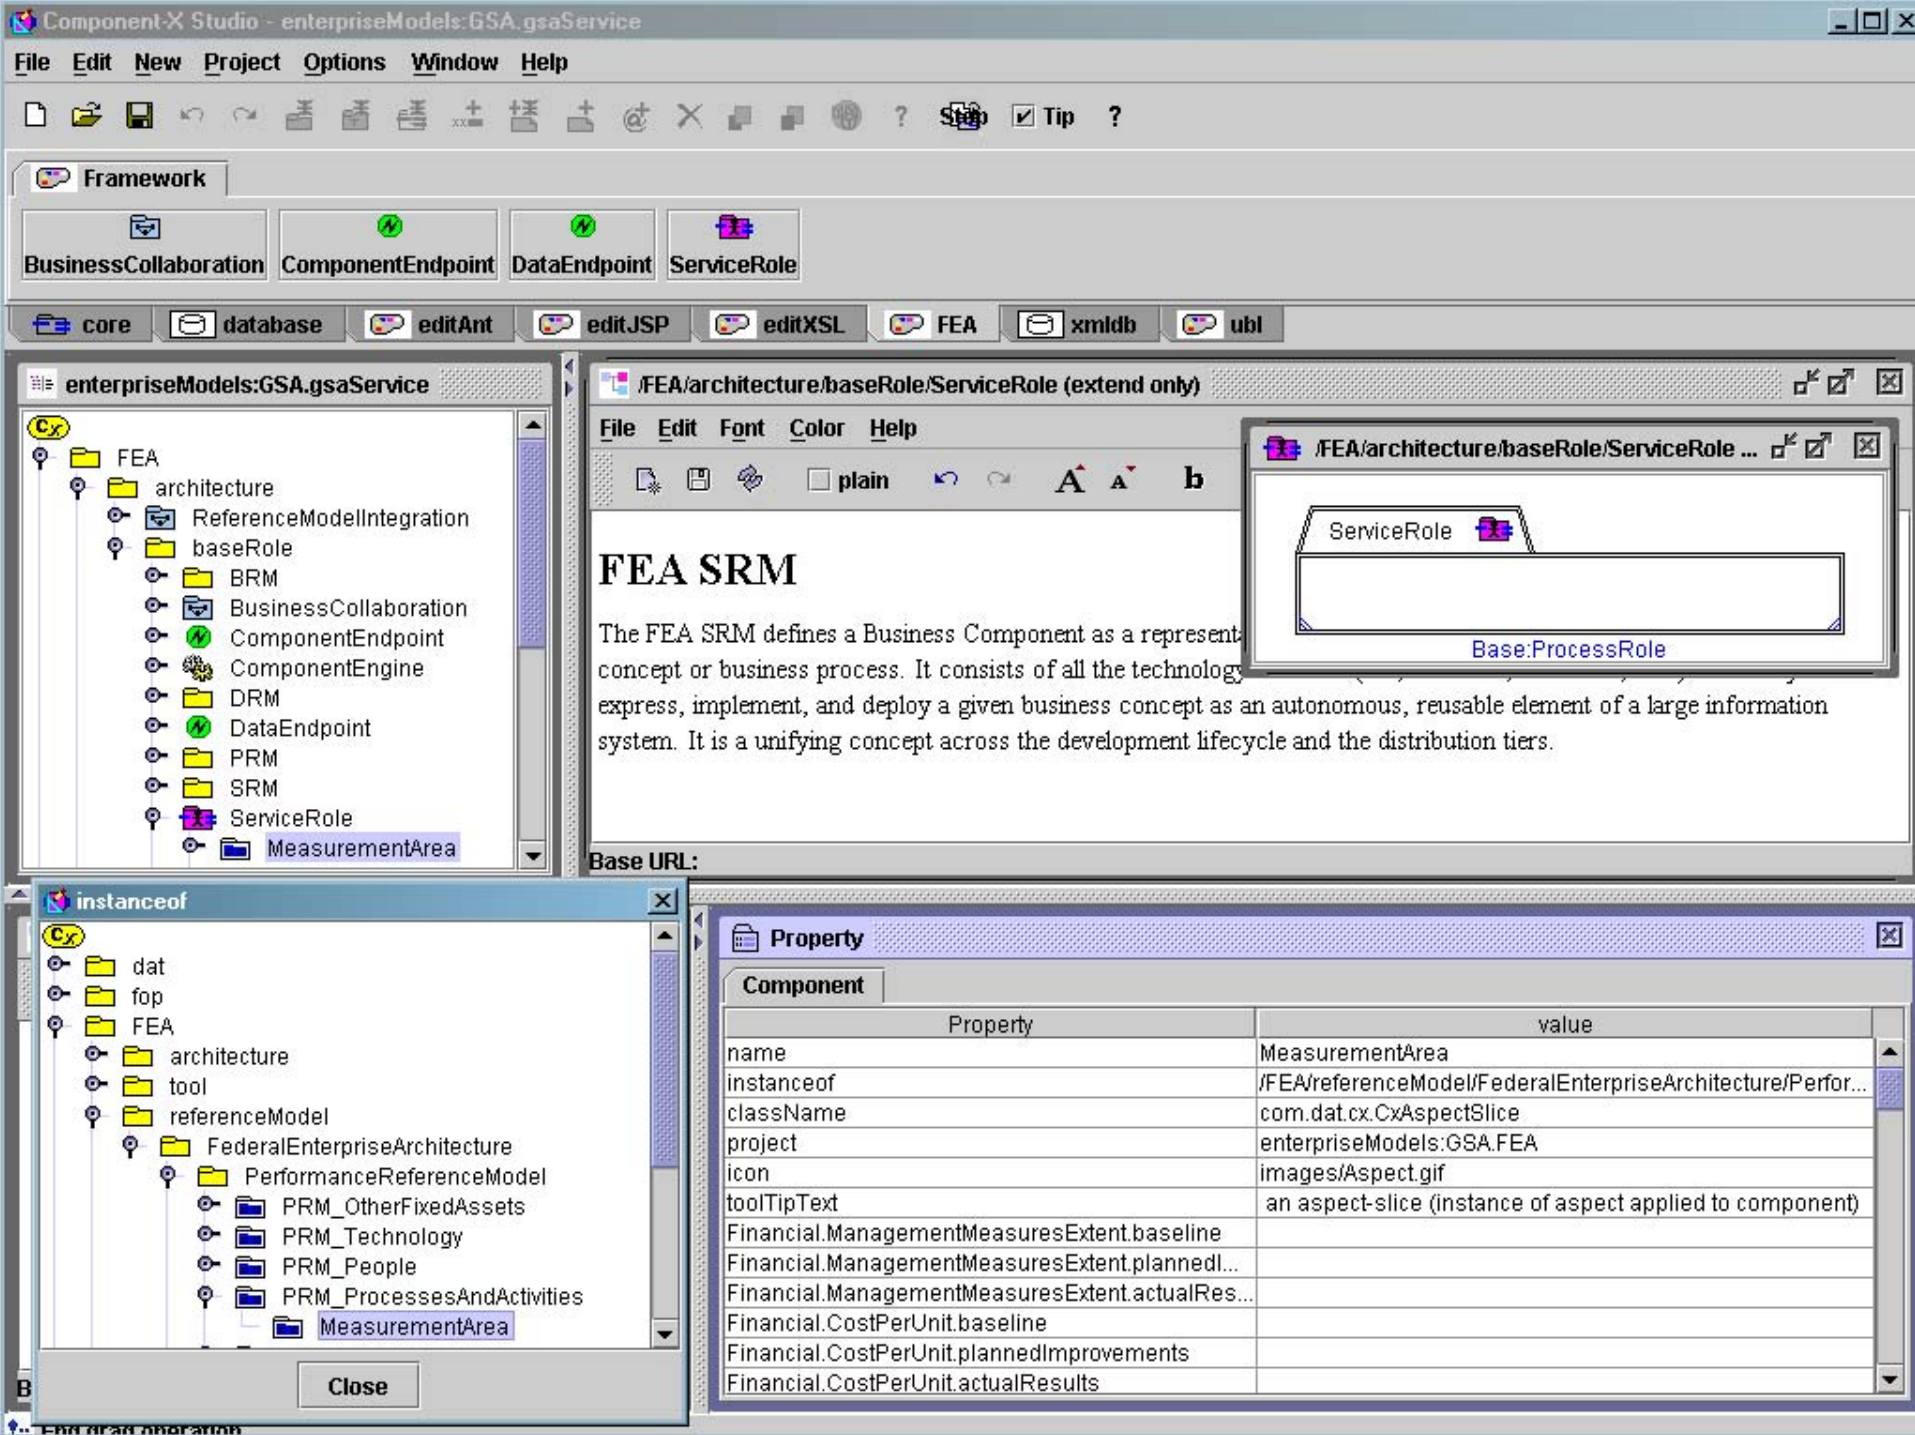 Component-X Studio - enterpriseModels:GSA.gsaService
File Edit New Project Options Window Help
? Tip ?
Framework
BusinessCollaboration ComponentEndpoint DataEndpoint ServiceRole
core database editAnt editJSP editXSL FEA xmldb ubl
enterpriseModels:GSA.gsaService
Cx
FEA
architecture
ReferenceModelIntegration
baseRole
BRM
BusinessCollaboration
ComponentEndpoint
ComponentEngine
DRM
DataEndpoint
PRM
SRM
ServiceRole
MeasurementArea
/FEA/architecture/baseRole/ServiceRole (extend only)
File Edit Font Color Help
plain A A b
FEA SRM
The FEA SRM defines a Business Component as a
concept or business process. It consists of all the
express, implement, and deploy a given business concept as an autonomous, reusable element of a large information
system. It is a unifying concept across the development lifecycle and the distribution tiers.
Base URL:
/FEA/architecture/baseRole/ServiceRole ...
ServiceRole
Base:ProcessRole
instanceof
Cx
dat
fop
FEA
architecture
tool
referenceModel
FederalEnterpriseArchitecture
PerformanceReferenceModel
PRM_OtherFixedAssets
PRM_Technology
PRM_People
PRM_ProcessesAndActivities
MeasurementArea
Close
Property
Component
Property value
name MeasurementArea
instanceof /FEA/referenceModel/FederalEnterpriseArchitecture/Perfor...
className com.dat.cx.CxAspectSlice
project enterpriseModels:GSA.FEA
icon images/Aspect.gif
toolTipText an aspect-slice (instance of aspect applied to component)
Financial.ManagementMeasuresExtent.baseline
Financial.ManagementMeasuresExtent.plannedI...
Financial.ManagementMeasuresExtent.actualRes...
Financial.CostPerUnit.baseline
Financial.CostPerUnit.plannedImprovements
Financial.CostPerUnit.actualResults
End drag operation